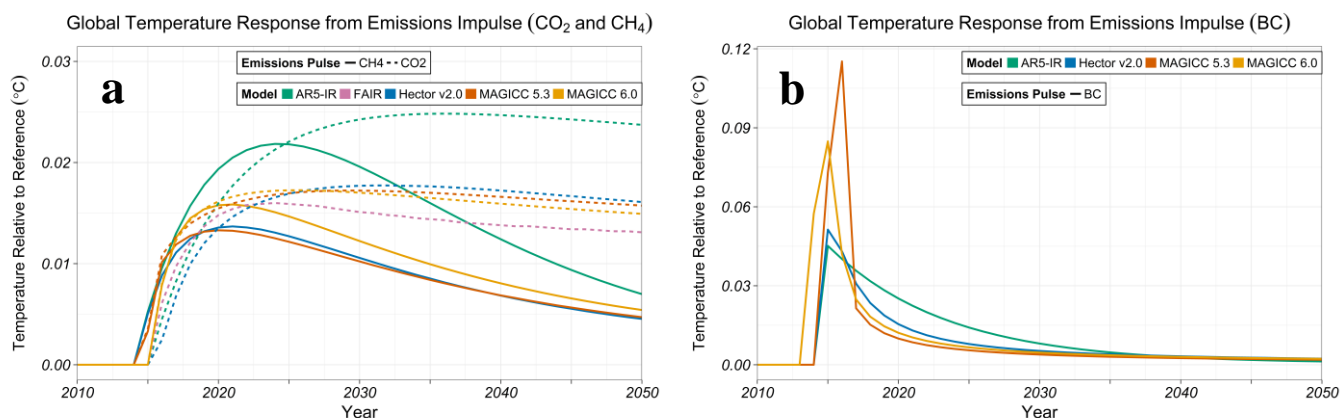 Global Temperature Response from Emissions Impulse (CO₂ and CH₄)
a
Emissions Pulse CH4 CO2
Model AR5-IR FAIR Hector v2.0 MAGICC 5.3 MAGICC 6.0
Temperature Relative to Reference (°C)
0.03
0.02
0.01
0.00
2010 2020 2030 2040 2050
Year
Global Temperature Response from Emissions Impulse (BC)
b
Model AR5-IR Hector v2.0 MAGICC 5.3 MAGICC 6.0
Emissions Pulse BC
Temperature Relative to Reference (°C)
0.12
0.09
0.06
0.03
0.00
2010 2020 2030 2040 2050
Year